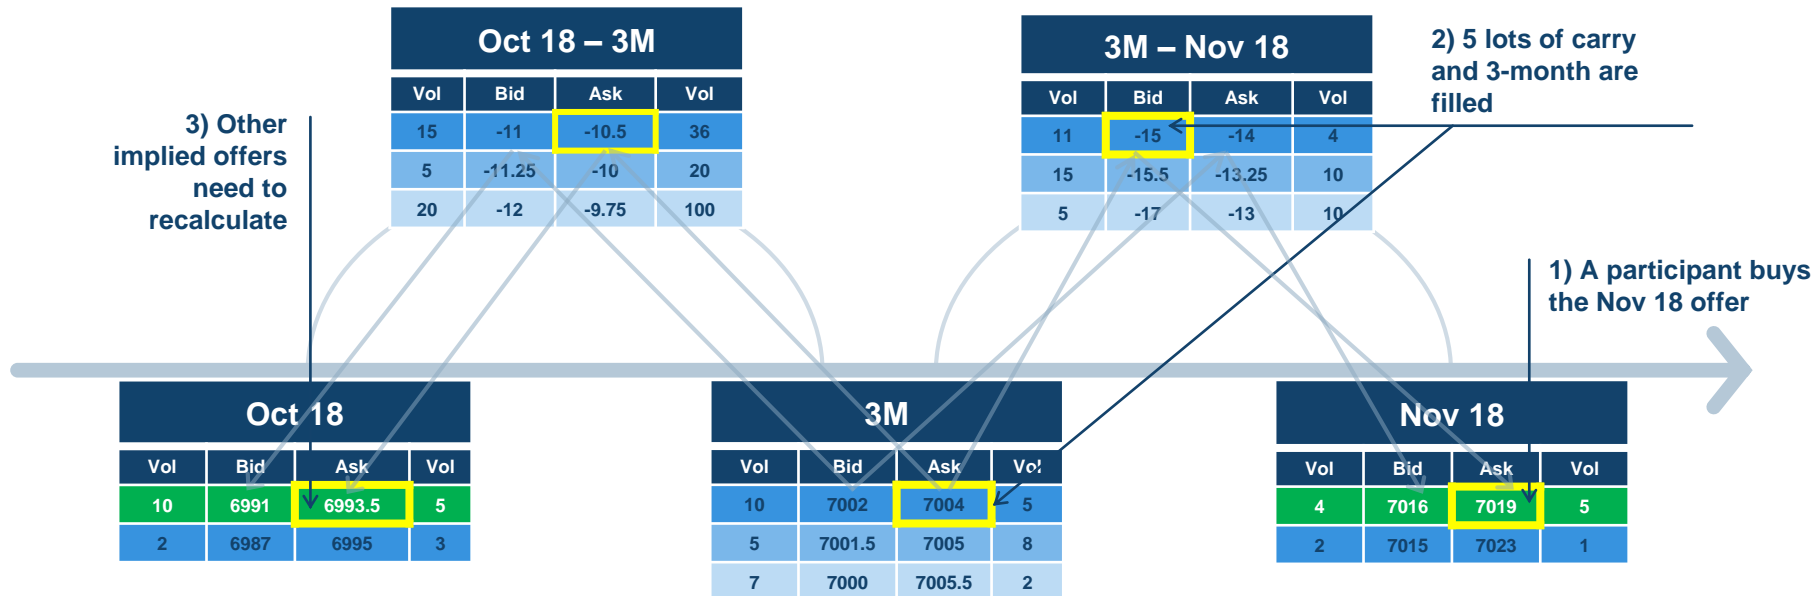 Oct 18 – 3M
Vol Bid Ask Vol
15 -11 -10.5 36
5 -11.25 -10 20
20 -12 -9.75 100
3M – Nov 18
Vol Bid Ask Vol
11 -15 -14 4
15 -15.5 -13.25 10
5 -17 -13 10
2) 5 lots of carry
and 3-month are
filled
3) Other
implied offers
need to
recalculate
1) A participant buys
the Nov 18 offer
Oct 18
Vol Bid Ask Vol
10 6991 6993.5 5
2 6987 6995 3
3M
Vol Bid Ask Vol
10 7002 7004 5
5 7001.5 7005 8
7 7000 7005.5 2
Nov 18
Vol Bid Ask Vol
4 7016 7019 5
2 7015 7023 1